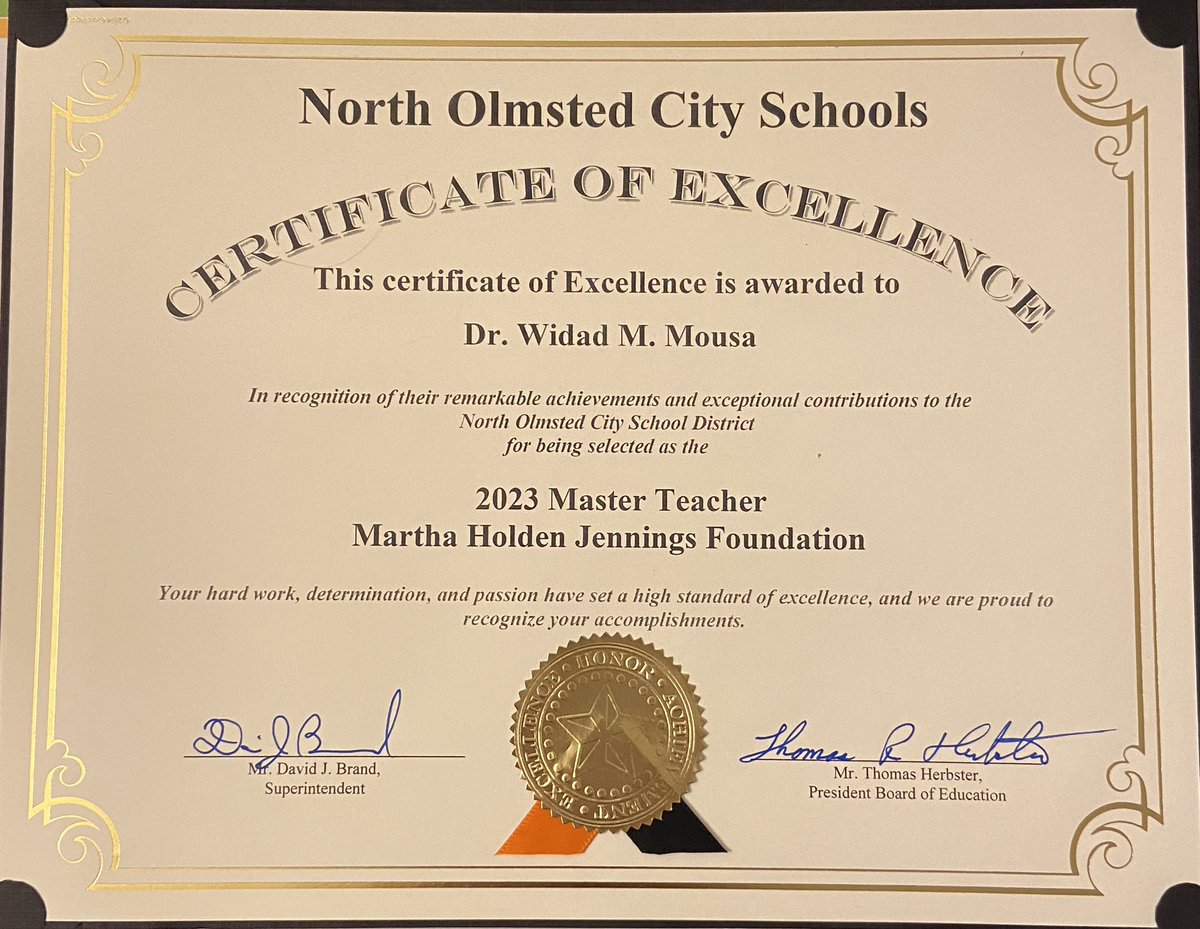 North Olmsted City Schools
CERTIFICATE OF EXCELLENCE
This certificate of Excellence is awarded to
Dr. Widad M. Mousa
In recognition of their remarkable achievements and exceptional contributions to the
North Olmsted City School District
for being selected as the
2023 Master Teacher
Martha Holden Jennings Foundation
Your hard work, determination, and passion have set a high standard of excellence, and we are proud to
recognize your accomplishments.
EXCELLENCE • HONOR • ACHIEVEMENT •
Thomas R Herbster
Mr. David J. Brand,
Superintendent
Mr. Thomas Herbster,
President Board of Education